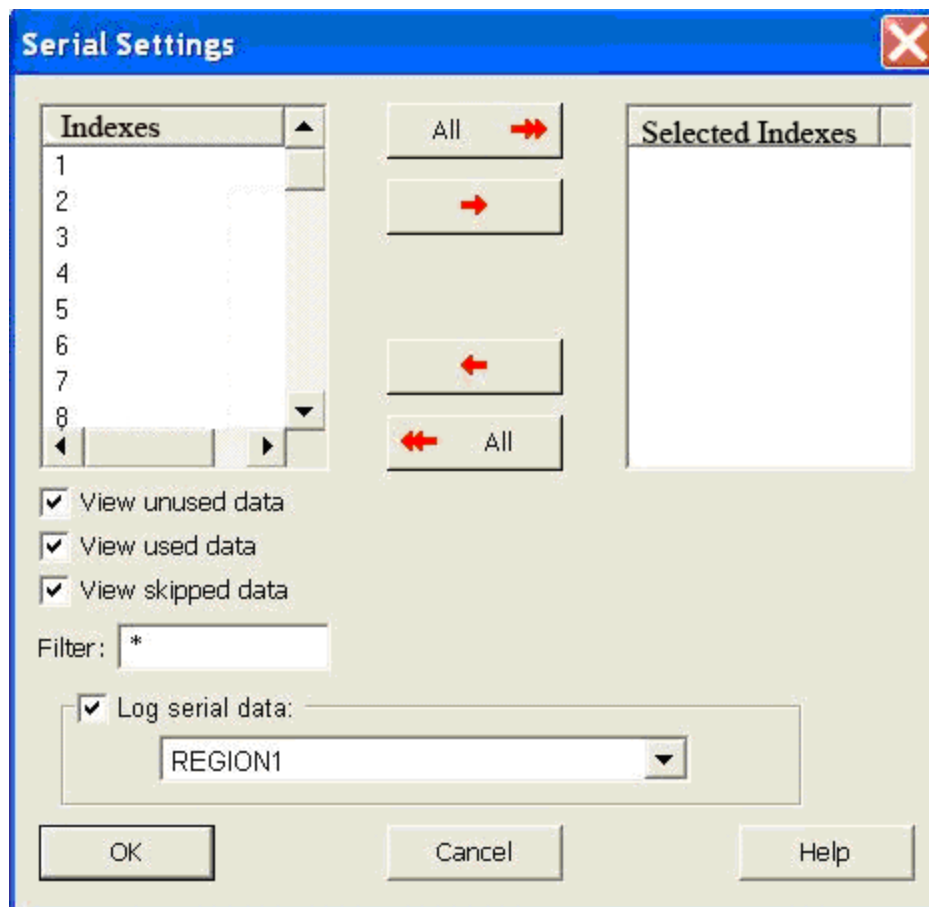 Serial Settings
Indexes
1
2
3
4
5
6
7
8
All
All
Selected Indexes
View unused data
View used data
View skipped data
Filter: *
Log serial data:
REGION1
OK Cancel Help